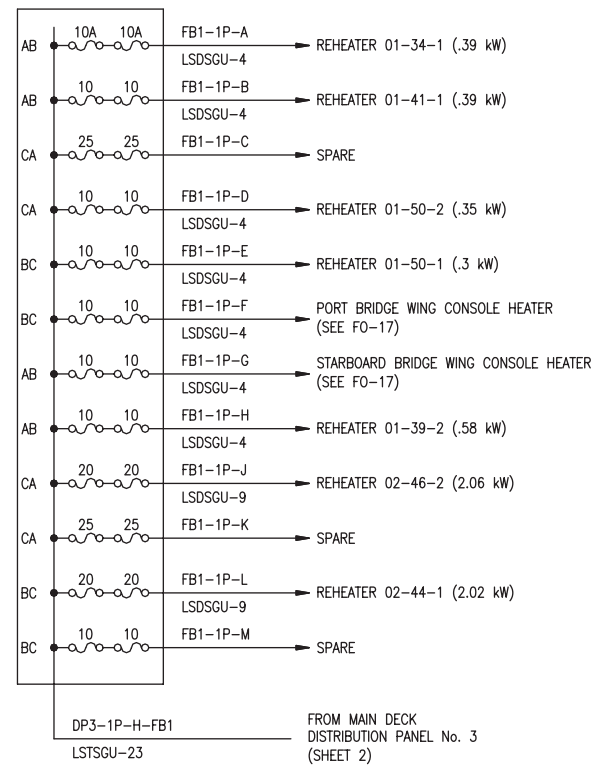 10A 10A FB1-1P-A
AB REHEATER 01-34-1 (.39 kW)
LSDSGU-4
10 10 FB1-1P-B
AB REHEATER 01-41-1 (.39 kW)
LSDSGU-4
25 25 FB1-1P-C
CA SPARE
10 10 FB1-1P-D
CA REHEATER 01-50-2 (.35 kW)
LSDSGU-4
10 10 FB1-1P-E
BC REHEATER 01-50-1 (.3 kW)
LSDSGU-4
10 10 FB1-1P-F
BC PORT BRIDGE WING CONSOLE HEATER
(SEE FO-17)
LSDSGU-4
10 10 FB1-1P-G
AB STARBOARD BRIDGE WING CONSOLE HEATER
(SEE FO-17)
LSDSGU-4
10 10 FB1-1P-H
AB REHEATER 01-39-2 (.58 kW)
LSDSGU-4
20 20 FB1-1P-J
CA REHEATER 02-46-2 (2.06 kW)
LSDSGU-9
25 25 FB1-1P-K
CA SPARE
20 20 FB1-1P-L
BC REHEATER 02-44-1 (2.02 kW)
LSDSGU-9
10 10 FB1-1P-M
BC SPARE
DP3-1P-H-FB1
LSTSGU-23
FROM MAIN DECK
DISTRIBUTION PANEL No. 3
(SHEET 2)